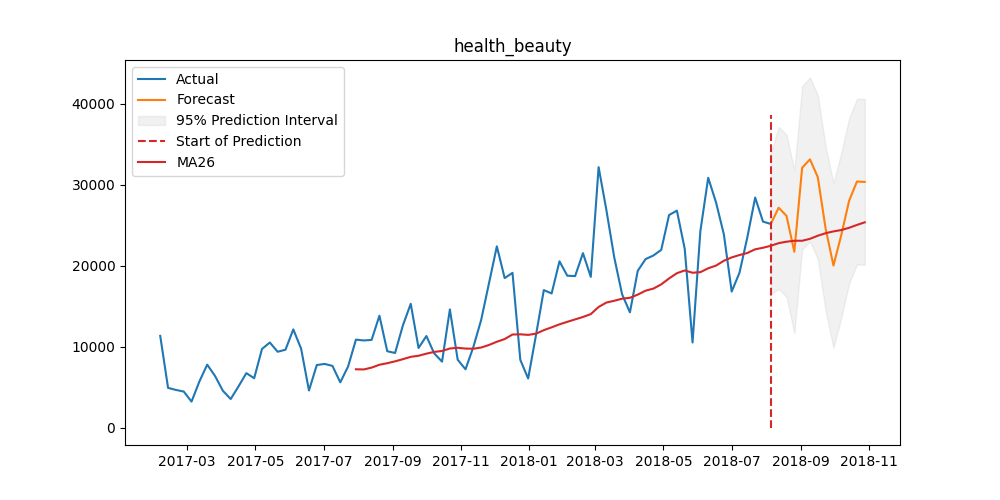 health_beauty
Actual
Forecast
95% Prediction Interval
Start of Prediction
MA26
40000
30000
20000
10000
0
2017-03 2017-05 2017-07 2017-09 2017-11 2018-01 2018-03 2018-05 2018-07 2018-09 2018-11